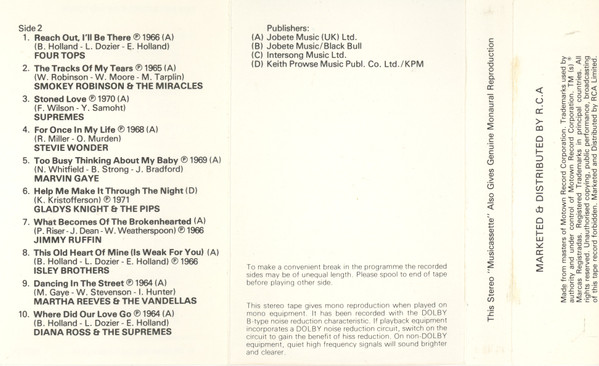 Side 2
1. Reach Out, I'll Be There ℗ 1966 (A)
(B. Holland - L. Dozier - E. Holland)
FOUR TOPS
2. The Tracks Of My Tears ℗ 1965 (A)
(W. Robinson - W. Moore - M. Tarplin)
SMOKEY ROBINSON & THE MIRACLES
3. Stoned Love ℗ 1970 (A)
(F. Wilson - Y. Samoht)
SUPREMES
4. For Once In My Life ℗ 1968 (A)
(R. Miller - O. Murden)
STEVIE WONDER
5. Too Busy Thinking About My Baby ℗ 1969 (A)
(N. Whitfield - B. Strong - J. Bradford)
MARVIN GAYE
6. Help Me Make It Through The Night (D)
(K. Kristofferson) ℗ 1971
GLADYS KNIGHT & THE PIPS
7. What Becomes Of The Brokenhearted (A)
(P. Riser - J. Dean - W. Weatherspoon) ℗ 1966
JIMMY RUFFIN
8. This Old Heart Of Mine (Is Weak For You) (A)
(B. Holland - L. Dozier - E. Holland) ℗ 1966
ISLEY BROTHERS
9. Dancing In The Street ℗ 1964 (A)
(M. Gaye - W. Stevenson - I. Hunter)
MARTHA REEVES & THE VANDELLAS
10. Where Did Our Love Go ℗ 1964 (A)
(B. Holland - L. Dozier - E. Holland)
DIANA ROSS & THE SUPREMES
Publishers:
(A) Jobete Music (UK) Ltd.
(B) Jobete Music/Black Bull
(C) Intersong Music Ltd.
(D) Keith Prowse Music Publ. Co. Ltd./KPM
To make a convenient break in the programme the recorded
sides may be of unequal length. Please spool to end of tape
before playing other side.
This stereo tape gives mono reproduction when played on
mono equipment. It has been recorded with the DOLBY
B-type noise reduction characteristic. If playback equipment
incorporates a DOLBY noise reduction circuit, switch on the
circuit to gain the benefit of hiss reduction. On non-DOLBY
equipment, quiet high frequency signals will sound brighter
and clearer.
This Stereo "Musicassette" Also Gives Genuine Monaural Reproduction
MARKETED & DISTRIBUTED BY R.C.A
Made from masters of Motown Record Corporation. Trademarks used by
authority and under control of Motown Record Corporation. TM (s) ®
Marcas Registradas. Registered Trademarks in principal countries. All
rights reserved. Unauthorised copying, public performance, broadcasting
of this tape record forbidden. Marketed and Distributed by RCA Limited.